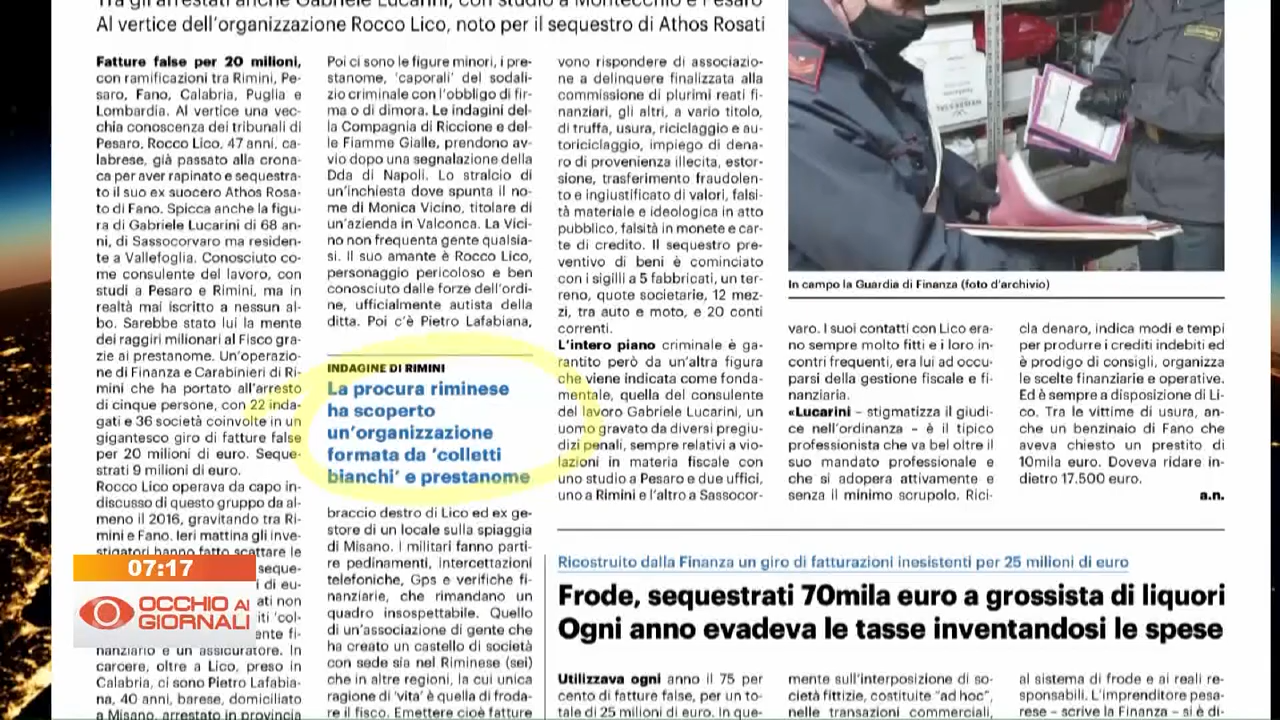 Tra gli arrestati anche Gabriele Lucarini, con studio a Montecchio e Pesaro
Al vertice dell'organizzazione Rocco Lico, noto per il sequestro di Athos Rosati
Fatture false per 20 milioni,
con ramificazioni tra Rimini, Pe-
saro, Fano, Calabria, Puglia e
Lombardia. Al vertice una vec-
chia conoscenza dei tribunali di
Pesaro. Rocco Lico, 47 anni, ca-
labrese, già passato alla crona-
ca per aver rapinato e sequestra-
to il suo ex suocero Athos Rosa-
to di Fano. Spicca anche la figu-
ra di Gabriele Lucarini di 68 an-
ni, di Sassocorvaro ma residen-
te a Vallefoglia. Conosciuto co-
me consulente del lavoro, con
studi a Pesaro e Rimini, ma in
realtà mai iscritto a nessun al-
bo. Sarebbe stato lui la mente
dei raggiri milionari al Fisco gra-
zie ai prestanome. Un'operazio-
ne di Finanza e Carabinieri di Ri-
mini che ha portato all'arresto
di cinque persone, con 22 inda-
gati e 36 società coinvolte in un
gigantesco giro di fatture false
per 20 milioni di euro. Seque-
strati 9 milioni di euro.
Rocco Lico operava da capo in-
discusso di questo gruppo da al-
meno il 2016, gravitando tra Ri-
mini e Fano. Ieri mattina gli inve-
stigatori hanno fatto scattare le
seque-
i di eu-
ati non
iti 'col-
ente fi-
nanziario e un assicuratore. In
carcere, oltre a Lico, preso in
Calabria, ci sono Pietro Lafabia-
na, 40 anni, barese, domiciliato
a Misano, arrestato in provincia
Poi ci sono le figure minori, i pre-
stanome, 'caporali' del sodali-
zio criminale con l'obbligo di fir-
ma o di dimora. Le indagini del-
la Compagnia di Riccione e del-
le Fiamme Gialle, prendono av-
vio dopo una segnalazione della
Dda di Napoli. Lo stralcio di
un'inchiesta dove spunta il no-
me di Monica Vicino, titolare di
un'azienda in Valconca. La Vici-
no non frequenta gente qualsia-
si. Il suo amante è Rocco Lico,
personaggio pericoloso e ben
conosciuto dalle forze dell'ordi-
ne, ufficialmente autista della
ditta. Poi c'è Pietro Lafabiana,
INDAGINE DI RIMINI
La procura riminese
ha scoperto
un'organizzazione
formata da 'colletti
bianchi' e prestanome
braccio destro di Lico ed ex ge-
store di un locale sulla spiaggia
di Misano. I militari fanno parti-
re pedinamenti, intercettazioni
telefoniche, Gps e verifiche fi-
nanziarie, che rimandano un
quadro insospettabile. Quello
di un'associazione di gente che
ha creato un castello di società
con sede sia nel Riminese (sei)
che in altre regioni, la cui unica
ragione di 'vita' è quella di froda-
re il fisco. Emettere cioè fatture
vono rispondere di associazio-
ne a delinquere finalizzata alla
commissione di plurimi reati fi-
nanziari, gli altri, a vario titolo,
di truffa, usura, riciclaggio e au-
toriciclaggio, impiego di dena-
ro di provenienza illecita, estor-
sione, trasferimento fraudolen-
to e ingiustificato di valori, falsi-
tà materiale e ideologica in atto
pubblico, falsità in monete e car-
te di credito. Il sequestro pre-
ventivo di beni è cominciato
con i sigilli a 5 fabbricati, un ter-
reno, quote societarie, 12 mez-
zi, tra auto e moto, e 20 conti
correnti.
L'intero piano criminale è ga-
rantito però da un'altra figura
che viene indicata come fonda-
mentale, quella del consulente
del lavoro Gabriele Lucarini, un
uomo gravato da diversi pregiu-
dizi penali, sempre relativi a vio-
lazioni in materia fiscale con
uno studio a Pesaro e due uffici,
uno a Rimini e l'altro a Sassocor-
In campo la Guardia di Finanza (foto d'archivio)
varo. I suoi contatti con Lico era-
no sempre molto fitti e i loro in-
contri frequenti, era lui ad occu-
parsi della gestione fiscale e fi-
nanziaria.
«Lucarini – stigmatizza il giudi-
ce nell'ordinanza – è il tipico
professionista che va bel oltre il
suo mandato professionale e
che si adopera attivamente e
senza il minimo scrupolo. Rici-
cla denaro, indica modi e tempi
per produrre i crediti indebiti ed
è prodigo di consigli, organizza
le scelte finanziarie e operative.
Ed è sempre a disposizione di Li-
co. Tra le vittime di usura, an-
che un benzinaio di Fano che
aveva chiesto un prestito di
10mila euro. Doveva ridare in-
dietro 17.500 euro.
a.n.
Ricostruito dalla Finanza un giro di fatturazioni inesistenti per 25 milioni di euro
Frode, sequestrati 70mila euro a grossista di liquori
Ogni anno evadeva le tasse inventandosi le spese
Utilizzava ogni anno il 75 per
cento di fatture false, per un to-
tale di 25 milioni di euro. In que-
mente sull'interposizione di so-
cietà fittizie, costituite "ad hoc",
nelle transazioni commerciali,
al sistema di frode e ai reali re-
sponsabili. L'imprenditore pesa-
rese – scrive la Finanza – si è di-
07:17
OCCHIO AI
GIORNALI